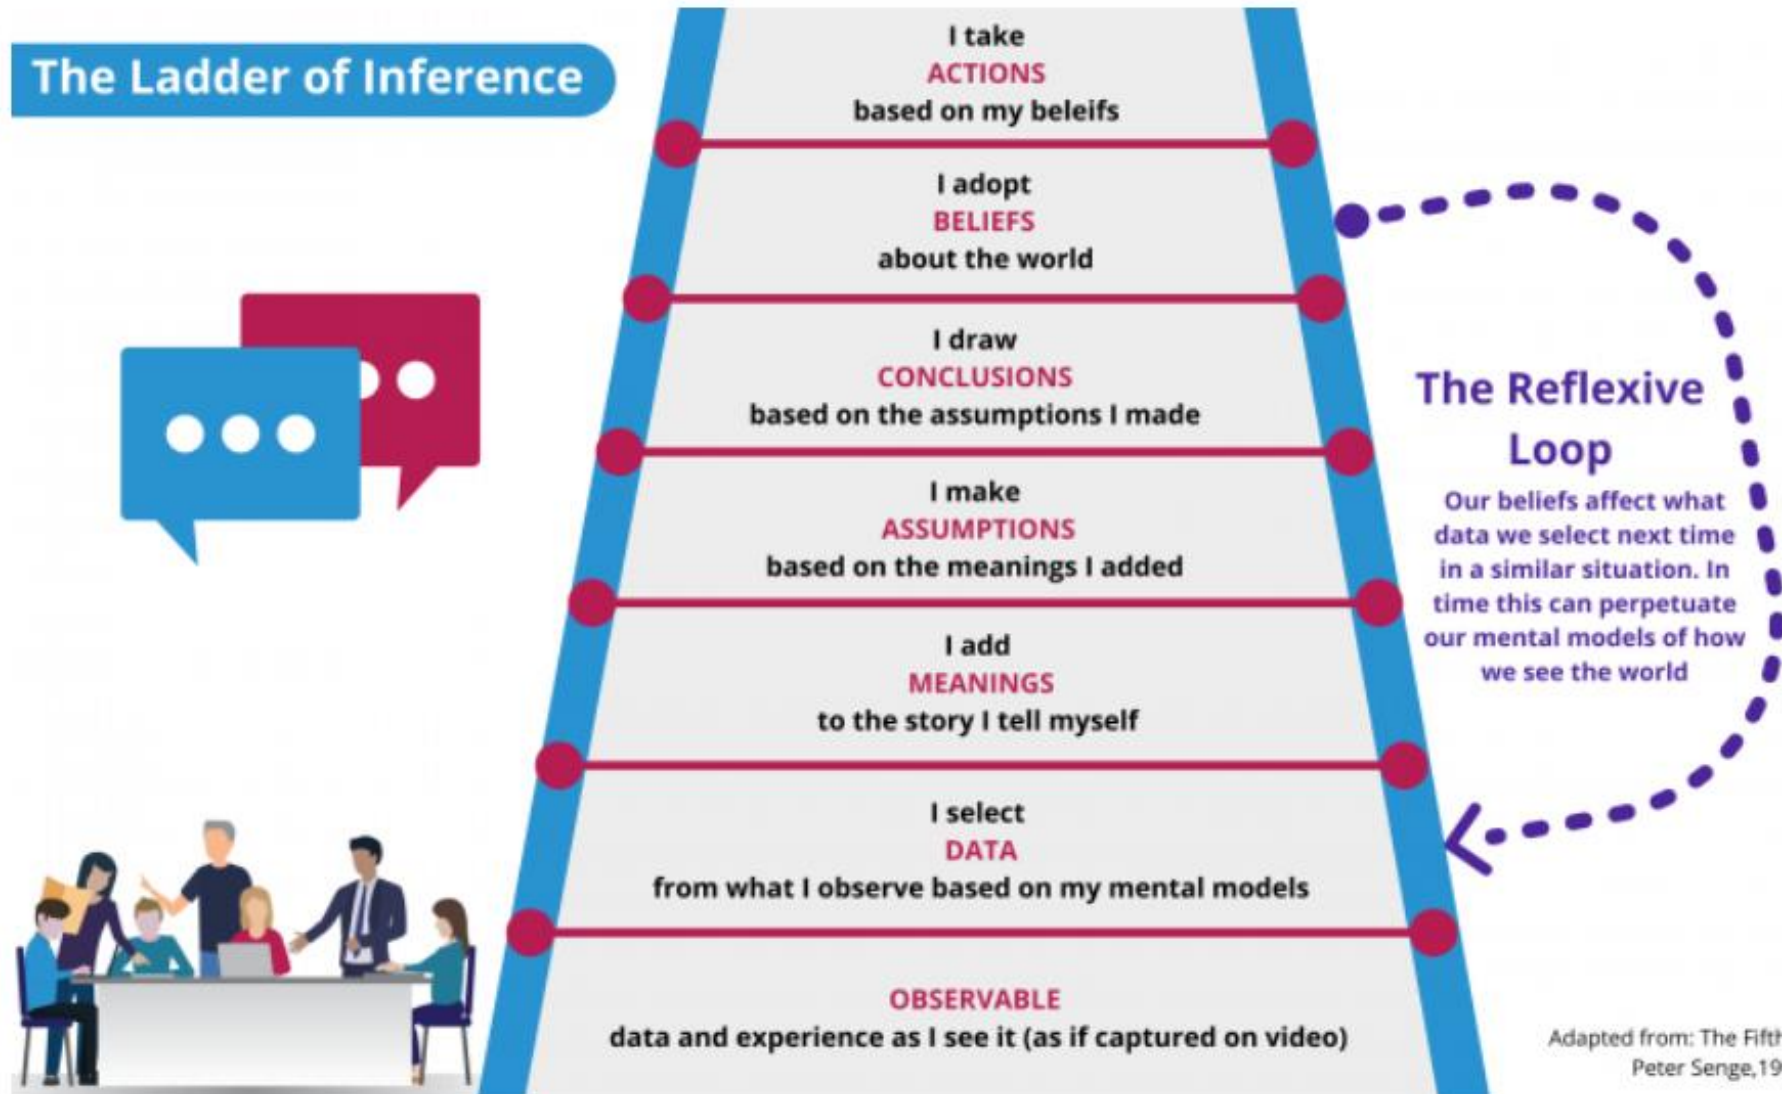 The Ladder of Inference
I take
ACTIONS
based on my beleifs
I adopt
BELIEFS
about the world
I draw
CONCLUSIONS
based on the assumptions I made
I make
ASSUMPTIONS
based on the meanings I added
I add
MEANINGS
to the story I tell myself
I select
DATA
from what I observe based on my mental models
OBSERVABLE
data and experience as I see it (as if captured on video)
The Reflexive
Loop
Our beliefs affect what
data we select next time
in a similar situation. In
time this can perpetuate
our mental models of how
we see the world
Adapted from: The Fifth
Peter Senge,19